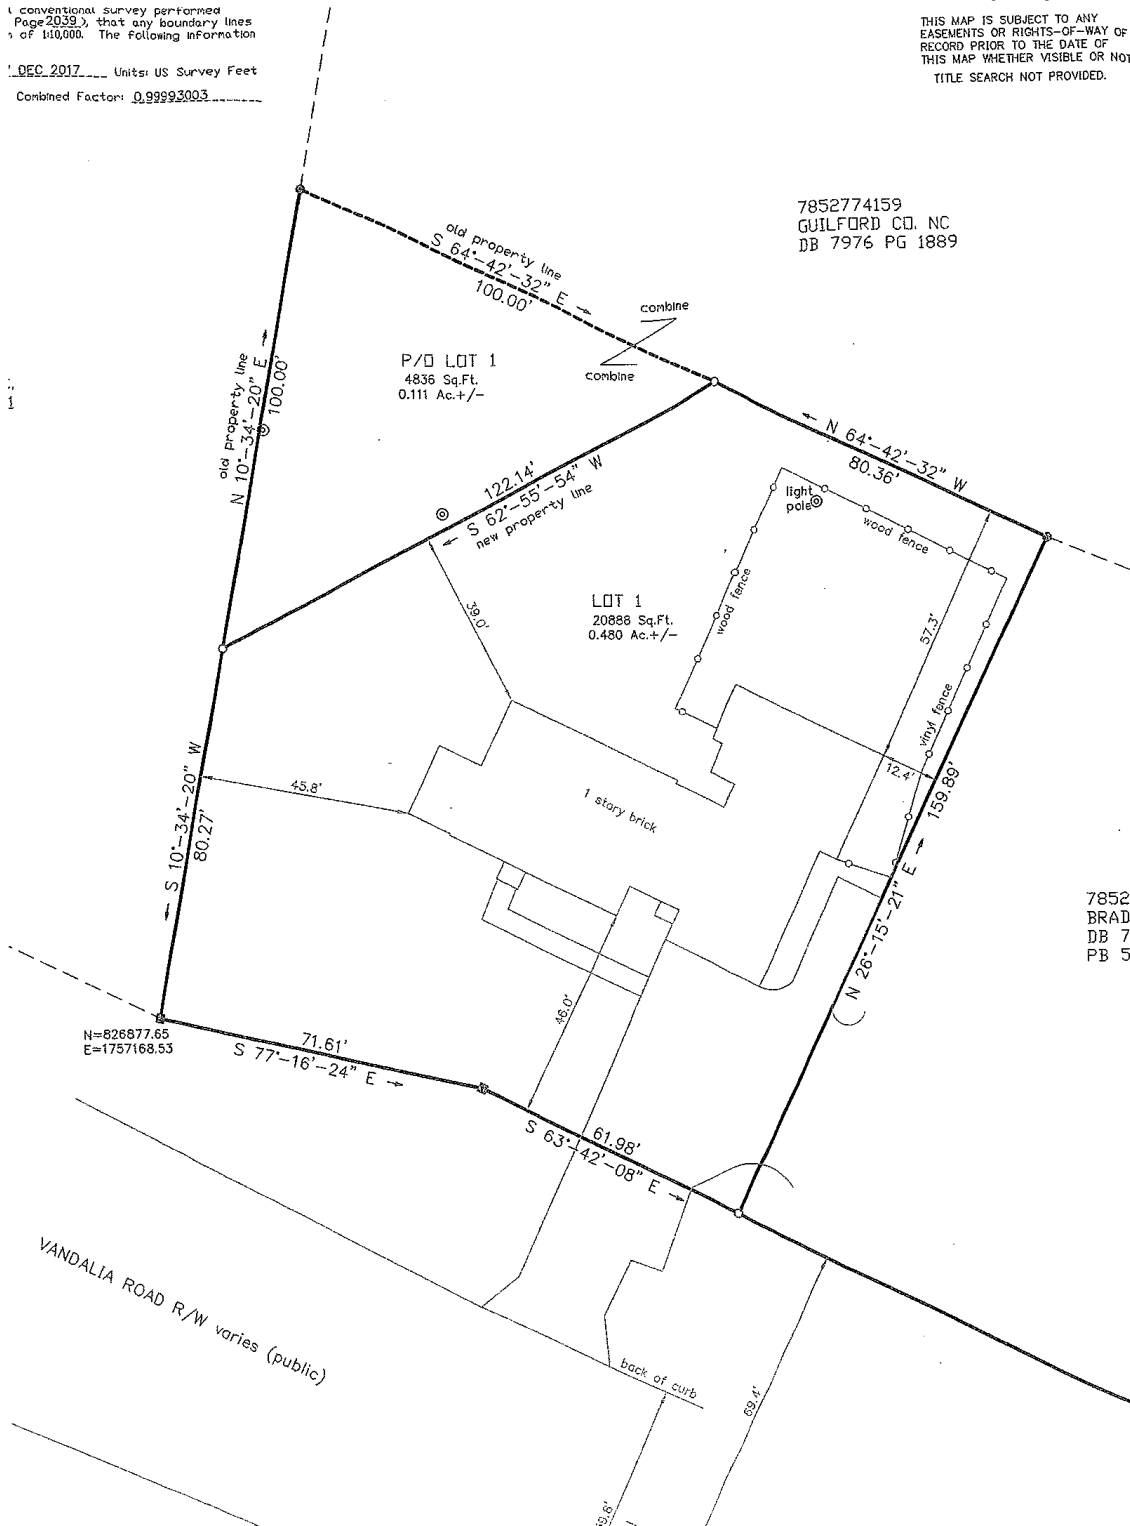 conventional survey performed
Page 2039 ), that any boundary lines
of 1:10,000. The following information
DEC 2017 Units: US Survey Feet
Combined Factor: 0.99993003
THIS MAP IS SUBJECT TO ANY
EASEMENTS OR RIGHTS-OF-WAY OF
RECORD PRIOR TO THE DATE OF
THIS MAP WHETHER VISIBLE OR NOT
TITLE SEARCH NOT PROVIDED.
7852774159
GUILFORD CO. NC
DB 7976 PG 1889
old property line
S 64°-42'-32" E
100.00'
combine
combine
P/O LOT 1
4836 Sq.Ft.
0.111 Ac.+/-
old property line
N 10°-34'-20" E
100.00'
1
N 64°-42'-32" W
80.36'
122.14'
S 62°-55'-54" W
new property line
light
pole
wood fence
wood fence
LOT 1
20888 Sq.Ft.
0.480 Ac.+/-
39.0'
57.3'
vinyl fence
12.4'
159.89'
N 26°-15'-21" E
S 10°-34'-20" W
80.27'
45.8'
1 story brick
7852
BRAD
DB 7
PB 5
46.0'
N=826877.65
E=1757168.53
71.61'
S 77°-16'-24" E
61.98'
S 63°-42'-08" E
VANDALIA ROAD R/W varies (public)
back of curb
69.4'